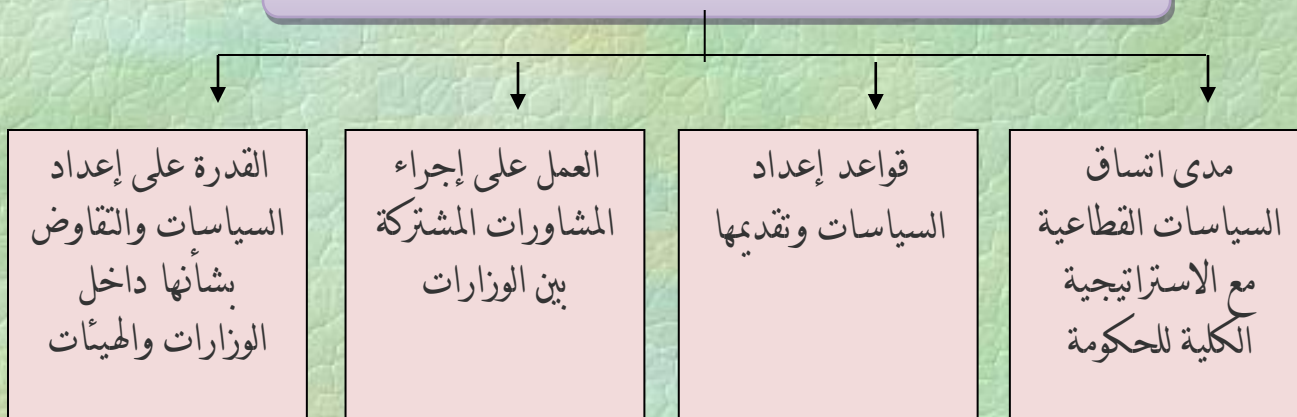 مدى اتساق
السياسات القطاعية
مع الاستراتيجية
الكلية للحكومة
قواعد إعداد
السياسات وتقديمها
العمل على إجراء
المشاورات المشتركة
بين الوزارات
القدرة على إعداد
السياسات والتقاوض
بشأنها داخل
الوزارات والهيئات